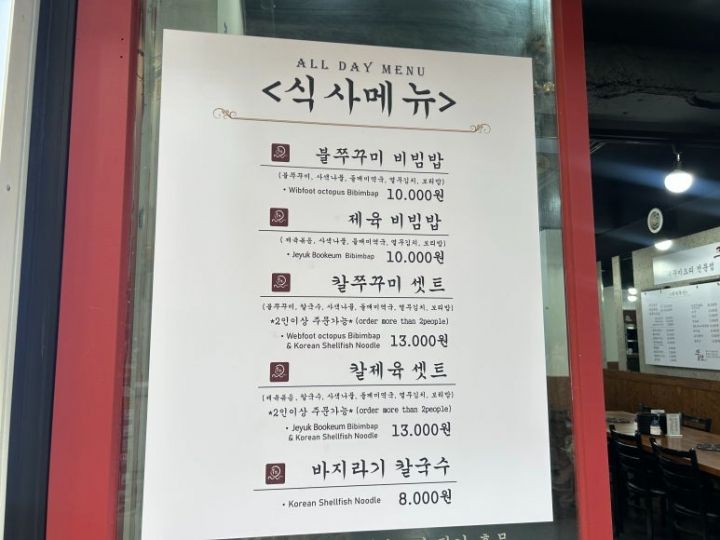 ALL DAY MENU
<식사메뉴>
불쭈꾸미 비빔밥
(불쭈꾸미, 사색나물, 들깨미역국, 열무김치, 보리밥)
• Wibfoot octopus Bibimbap 10.000원
제육 비빔밥
(제육볶음, 사색나물, 들깨미역국, 열무김치, 보리밥)
• Jeyuk Bookeum Bibimbap 10.000원
칼쭈꾸미 셋트
(불쭈꾸미, 칼국수, 사색나물, 들깨미역국, 열무김치, 보리밥)
*2인이상 주문가능* (order more than 2people)
• Webfoot octopus Bibimbap
& Korean Shellfish Noodle 13.000원
칼제육 셋트
(제육볶음, 칼국수, 사색나물, 들깨미역국, 열무김치, 보리밥)
*2인이상 주문가능* (order more than 2people)
• Jeyuk Bookeum Bibimbap
& Korean Shellfish Noodle 13.000원
바지라기 칼국수
• Korean Shellfish Noodle 8.000원